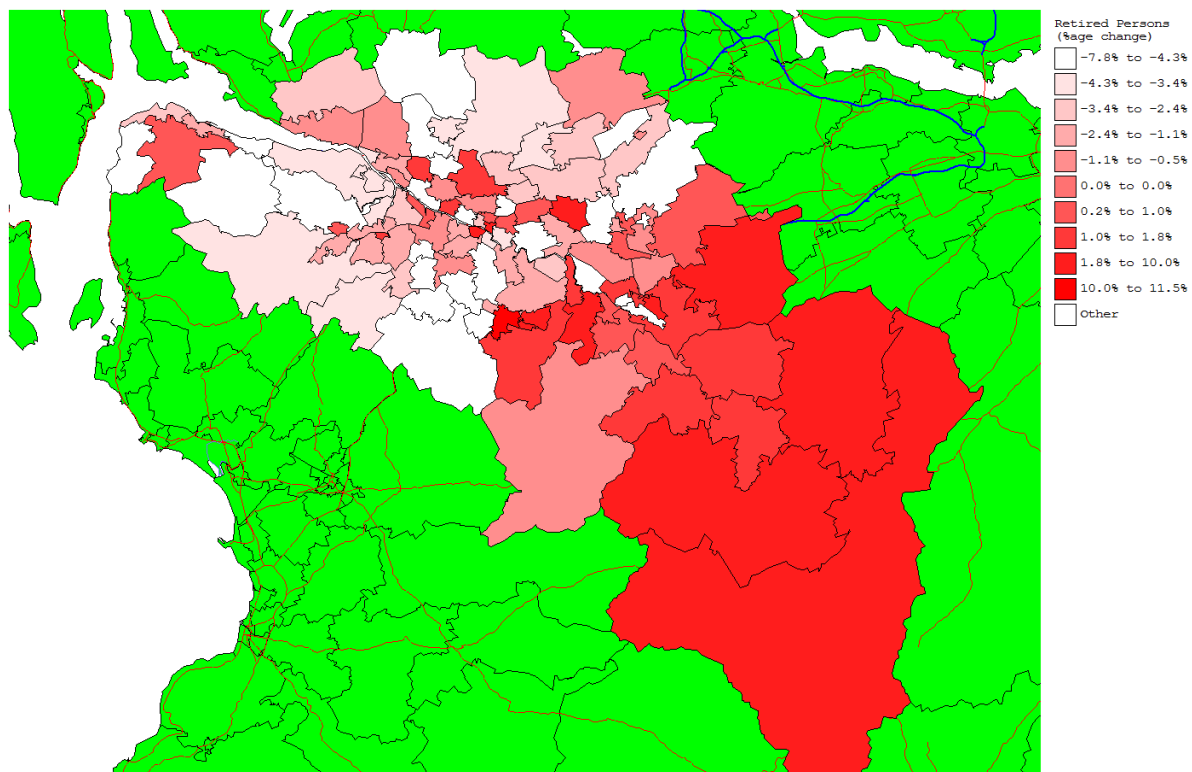 Retired Persons
(%age change)
-7.8% to -4.3%
-4.3% to -3.4%
-3.4% to -2.4%
-2.4% to -1.1%
-1.1% to -0.5%
0.0% to 0.0%
0.2% to 1.0%
1.0% to 1.8%
1.8% to 10.0%
10.0% to 11.5%
Other